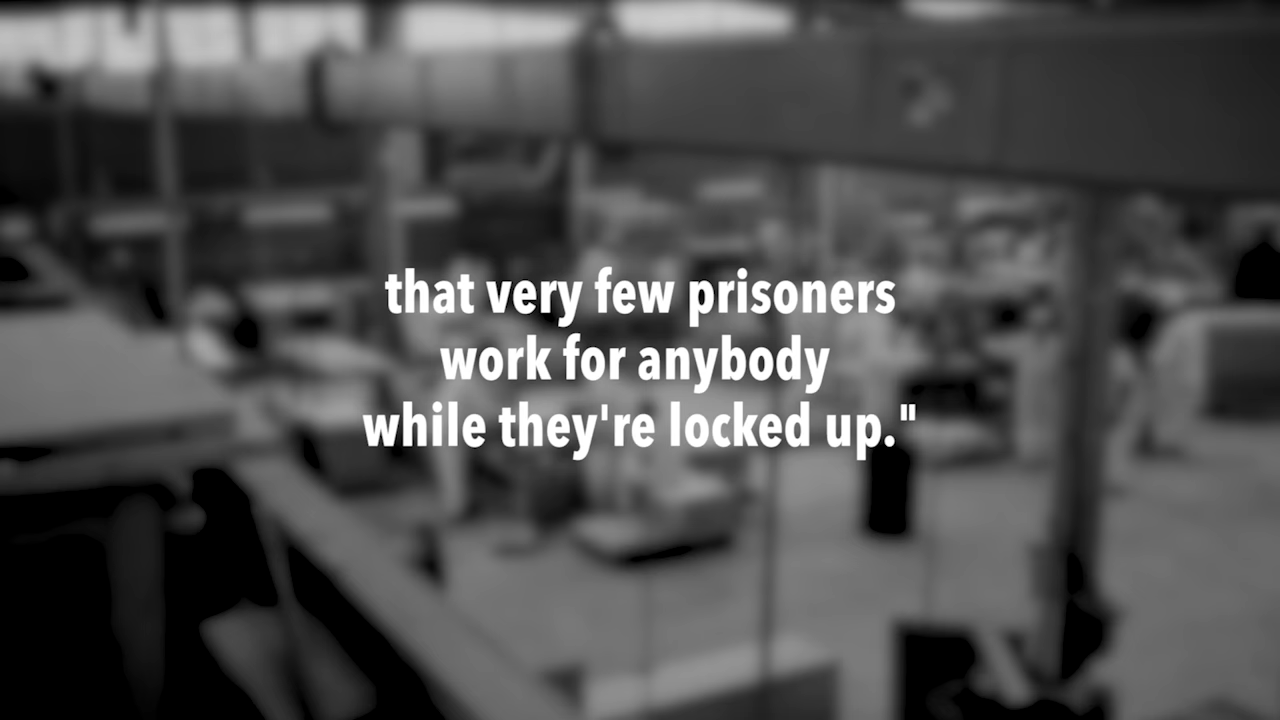 that very few prisoners
work for anybody
while they're locked up."